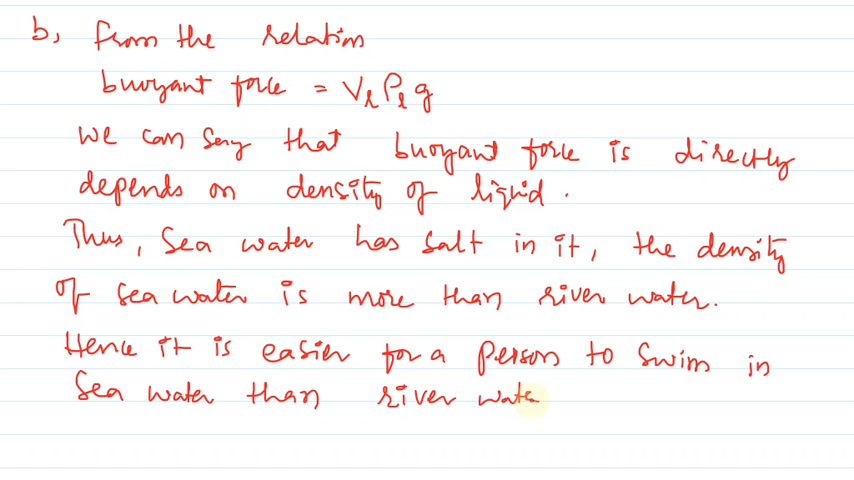 b, from the relation
buoyant force = Vℓ ρℓ g
we can say that buoyant force is directly
depends on density of liquid.
Thus, Sea water has salt in it, the density
of sea water is more than river water.
Hence it is easier for a person to swim in
Sea water than river wate